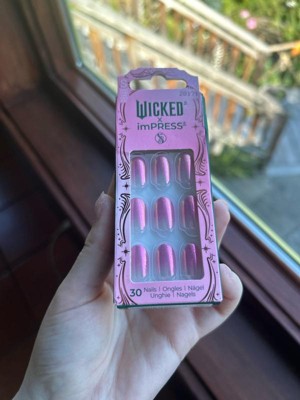 WICKED
x
imPRESS®
30 Nails | Ongles | Nägel
Unghie | Nagels